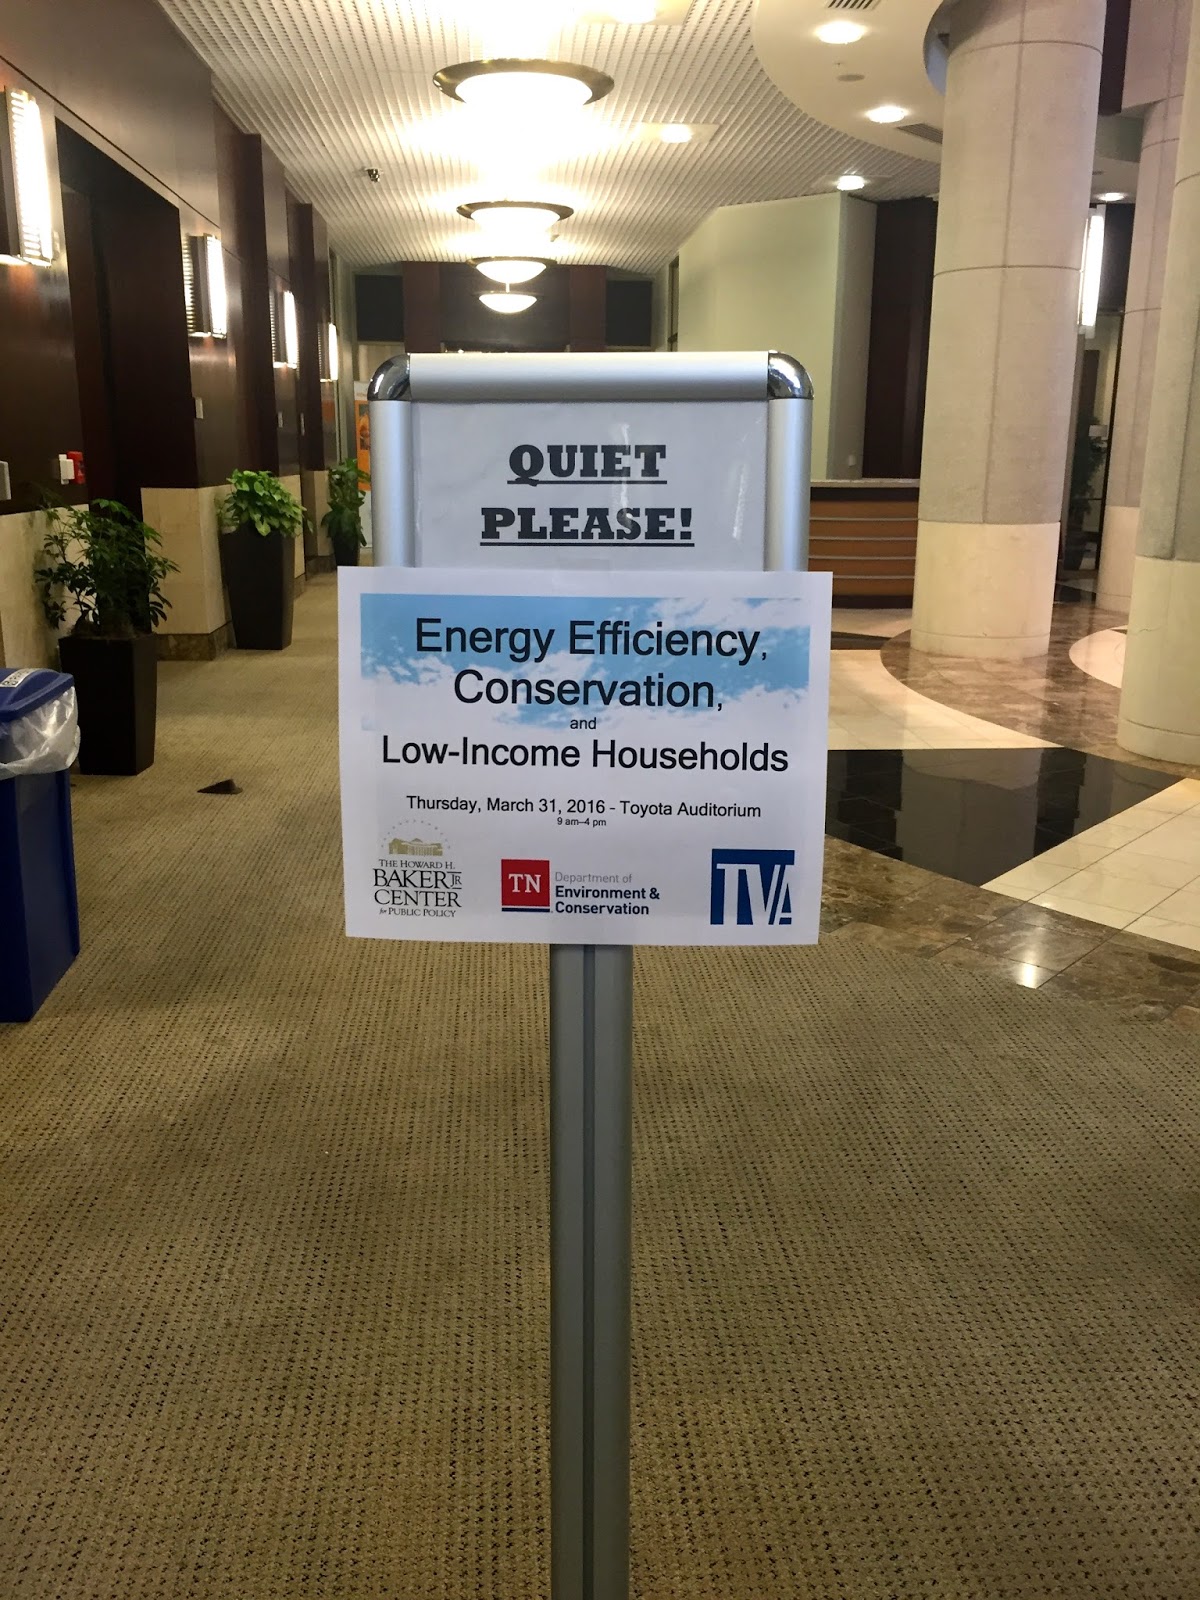 QUIET
PLEASE!
Energy Efficiency,
Conservation,
and
Low-Income Households
Thursday, March 31, 2016 - Toyota Auditorium
9 am–4 pm
THE HOWARD H.
BAKER JR
CENTER
for PUBLIC POLICY
TN
Department of
Environment &
Conservation
TVA